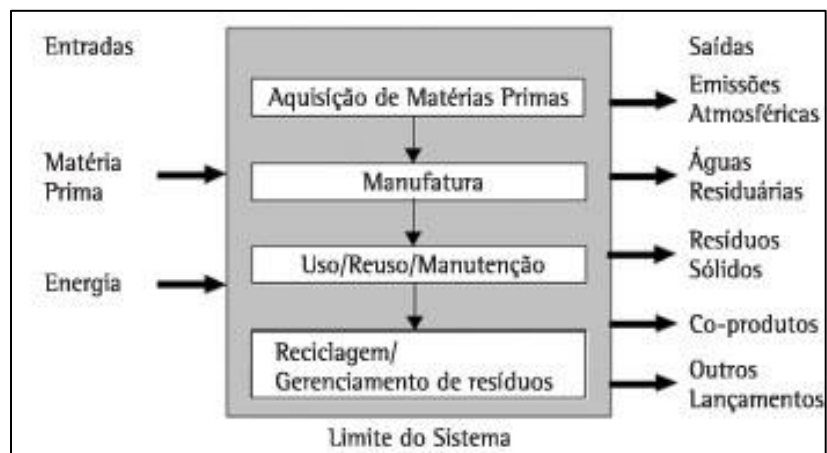 Entradas
Saídas
Aquisição de Matérias Primas
Emissões
Atmosféricas
Matéria
Prima
Manufatura
Águas
Residuárias
Uso/Reuso/Manutenção
Resíduos
Sólidos
Energia
Co-produtos
Reciclagem/
Gerenciamento de resíduos
Outros
Lançamentos
Limite do Sistema